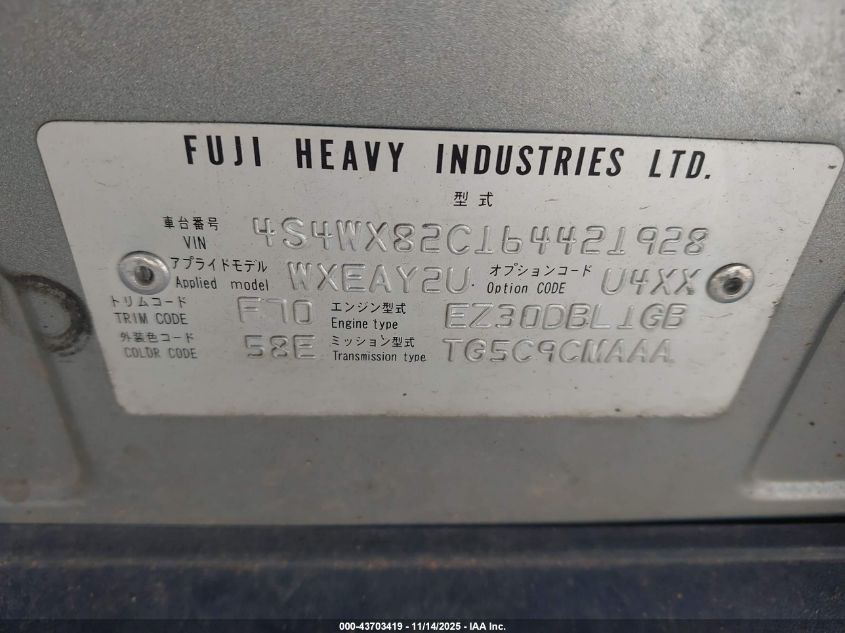 FUJI HEAVY INDUSTRIES LTD.
型式
車台番号 4S4WX82C164421928
VIN
アプライドモデル WXEAY2U オプションコード U4XX
Applied model Option CODE
トリムコード F70 エンジン型式 EZ30DBL1GB
TRIM CODE Engine type
外装色コード 58E ミッション型式 TG5C9CMAAA
COLOR CODE Transmission type
000-43703419 - 11/14/2025 - IAA Inc.